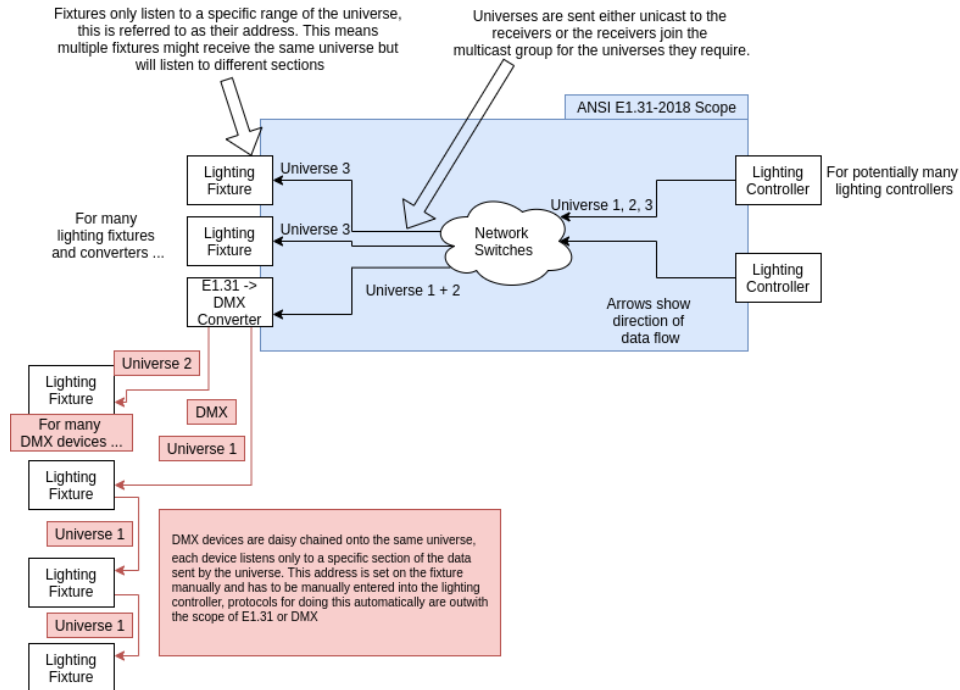 Fixtures only listen to a specific range of the universe,
this is referred to as their address. This means
multiple fixtures might receive the same universe but
will listen to different sections
Universes are sent either unicast to the
receivers or the receivers join the
multicast group for the universes they require.
ANSI E1.31-2018 Scope
Lighting
Fixture
Universe 3
Universe 1, 2, 3
Lighting
Controller
For potentially many
lighting controllers
For many
lighting fixtures
and converters ...
Lighting
Fixture
Universe 3
Network
Switches
Lighting
Controller
E1.31 ->
DMX
Converter
Universe 1 + 2
Arrows show
direction of
data flow
Universe 2
Lighting
Fixture
For many
DMX devices ...
DMX
Universe 1
Lighting
Fixture
Universe 1
Lighting
Fixture
Universe 1
Lighting
Fixture
DMX devices are daisy chained onto the same universe,
each device listens only to a specific section of the data
sent by the universe. This address is set on the fixture
manually and has to be manually entered into the lighting
controller, protocols for doing this automatically are outwith
the scope of E1.31 or DMX